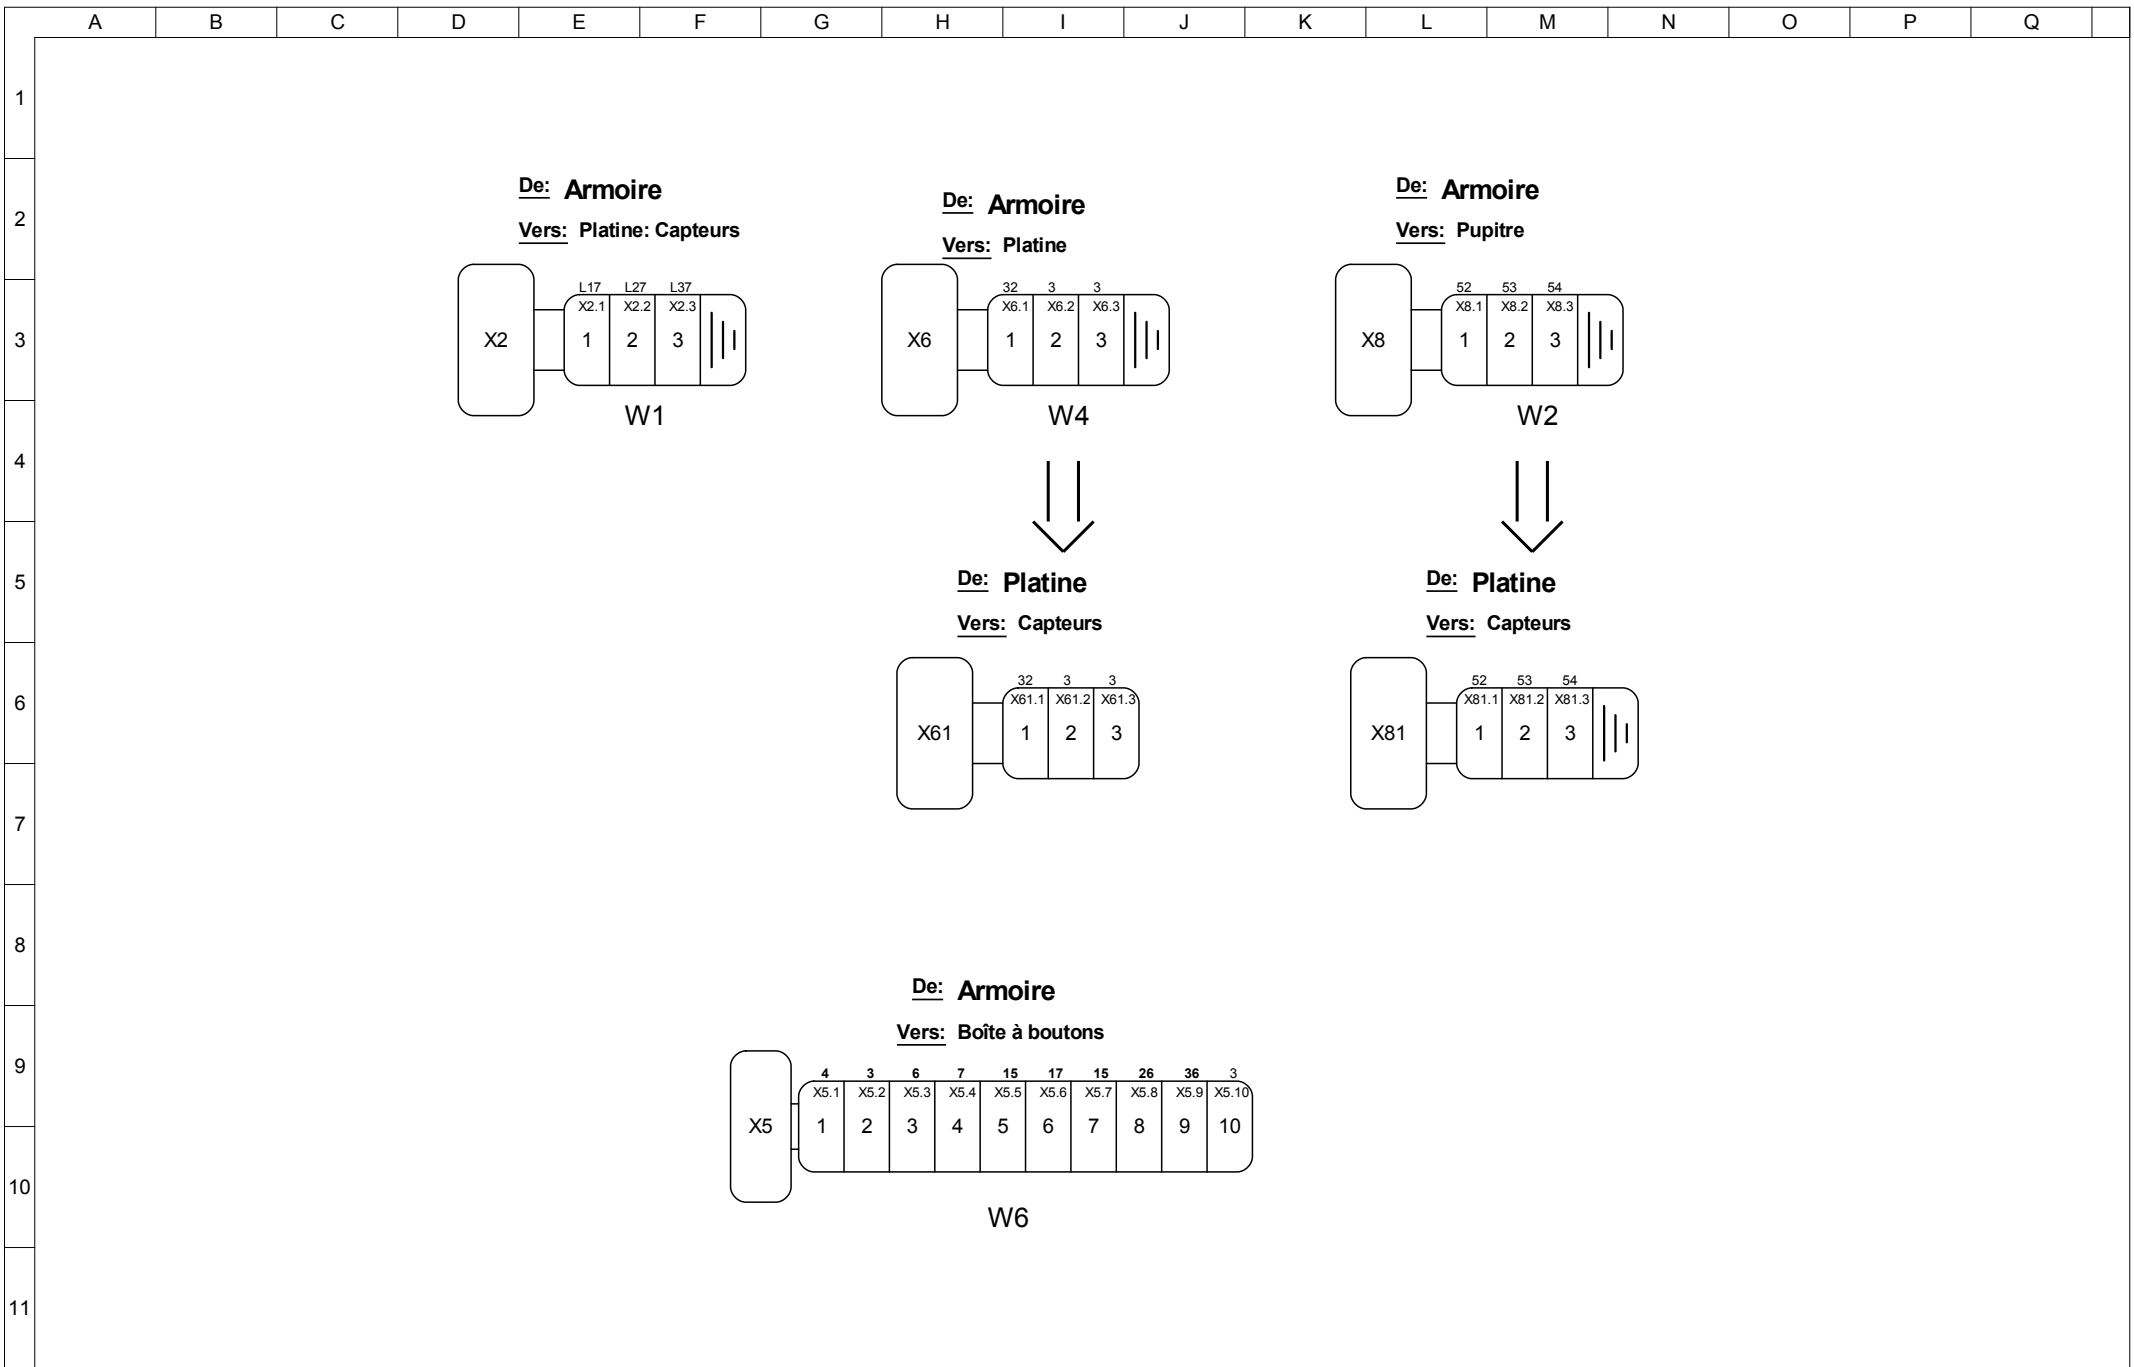 A B C D E F G H I J K L M N O P Q
1
2
De: Armoire
Vers: Platine: Capteurs
L17 L27 L37
X2.1 X2.2 X2.3
X2 1 2 3
W1
De: Armoire
Vers: Platine
32 3 3
X6.1 X6.2 X6.3
X6 1 2 3
W4
De: Armoire
Vers: Pupitre
52 53 54
X8.1 X8.2 X8.3
X8 1 2 3
W2
3
4
5
De: Platine
Vers: Capteurs
32 3 3
X61.1 X61.2 X61.3
X61 1 2 3
De: Platine
Vers: Capteurs
52 53 54
X81.1 X81.2 X81.3
X81 1 2 3
6
7
8
De: Armoire
Vers: Boîte à boutons
9
4 3 6 7 15 17 15 26 36 3
X5.1 X5.2 X5.3 X5.4 X5.5 X5.6 X5.7 X5.8 X5.9 X5.10
X5 1 2 3 4 5 6 7 8 9 10
10
W6
11